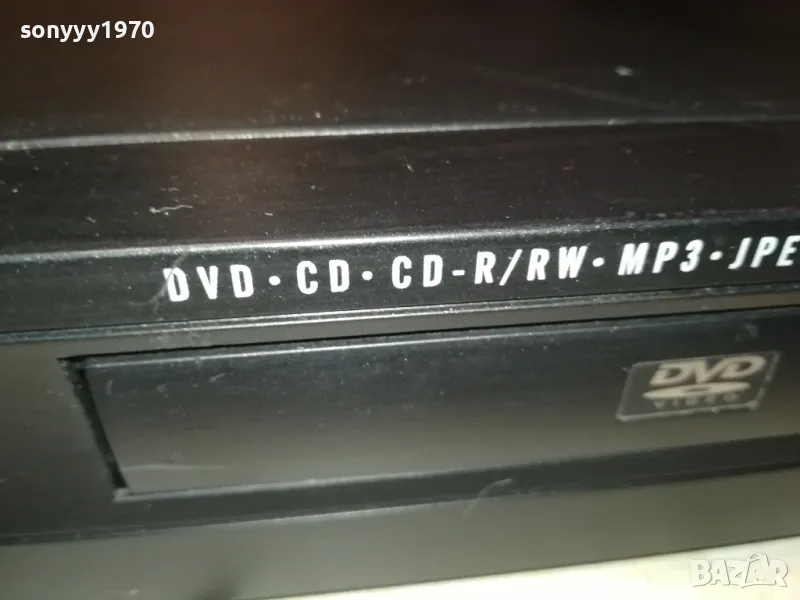 sonyyy1970
DVD·CD·CD-R/RW·MP3·JPE
DVD
VIDEO
BAZAR